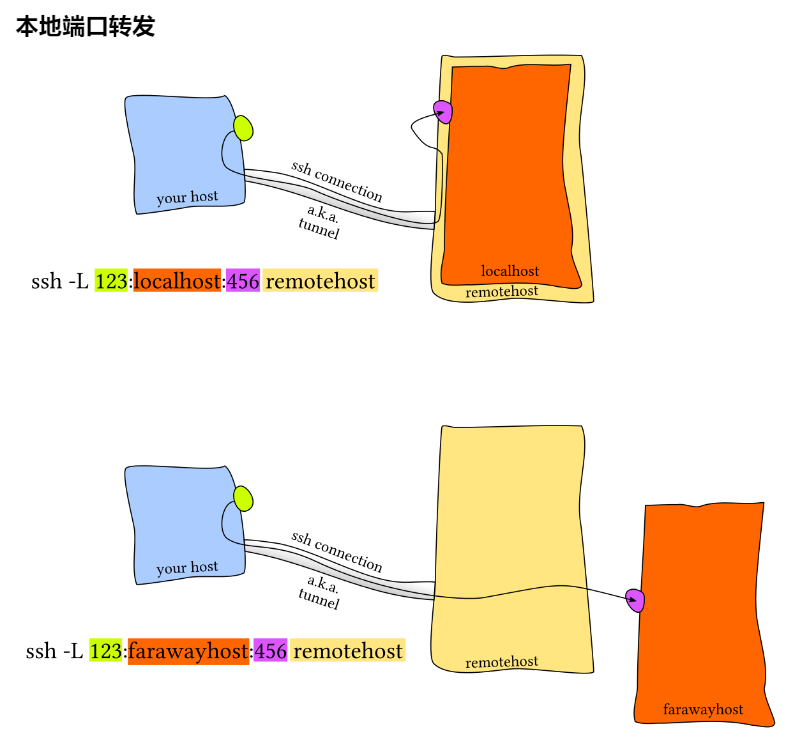 本地端口转发
ssh connection
a.k.a.
tunnel
your host
localhost
remotehost
ssh -L 123:localhost:456 remotehost
ssh connection
a.k.a.
tunnel
your host
ssh -L 123:farawayhost:456 remotehost
remotehost
farawayhost